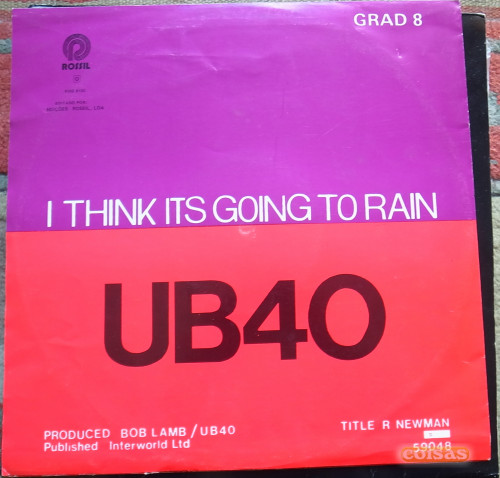 GRAD 8
ROSSIL
I THINK ITS GOING TO RAIN
UB40
PRODUCED BOB LAMB / UB40
Published Interworld Ltd
TITLE R NEWMAN
59048
coisas